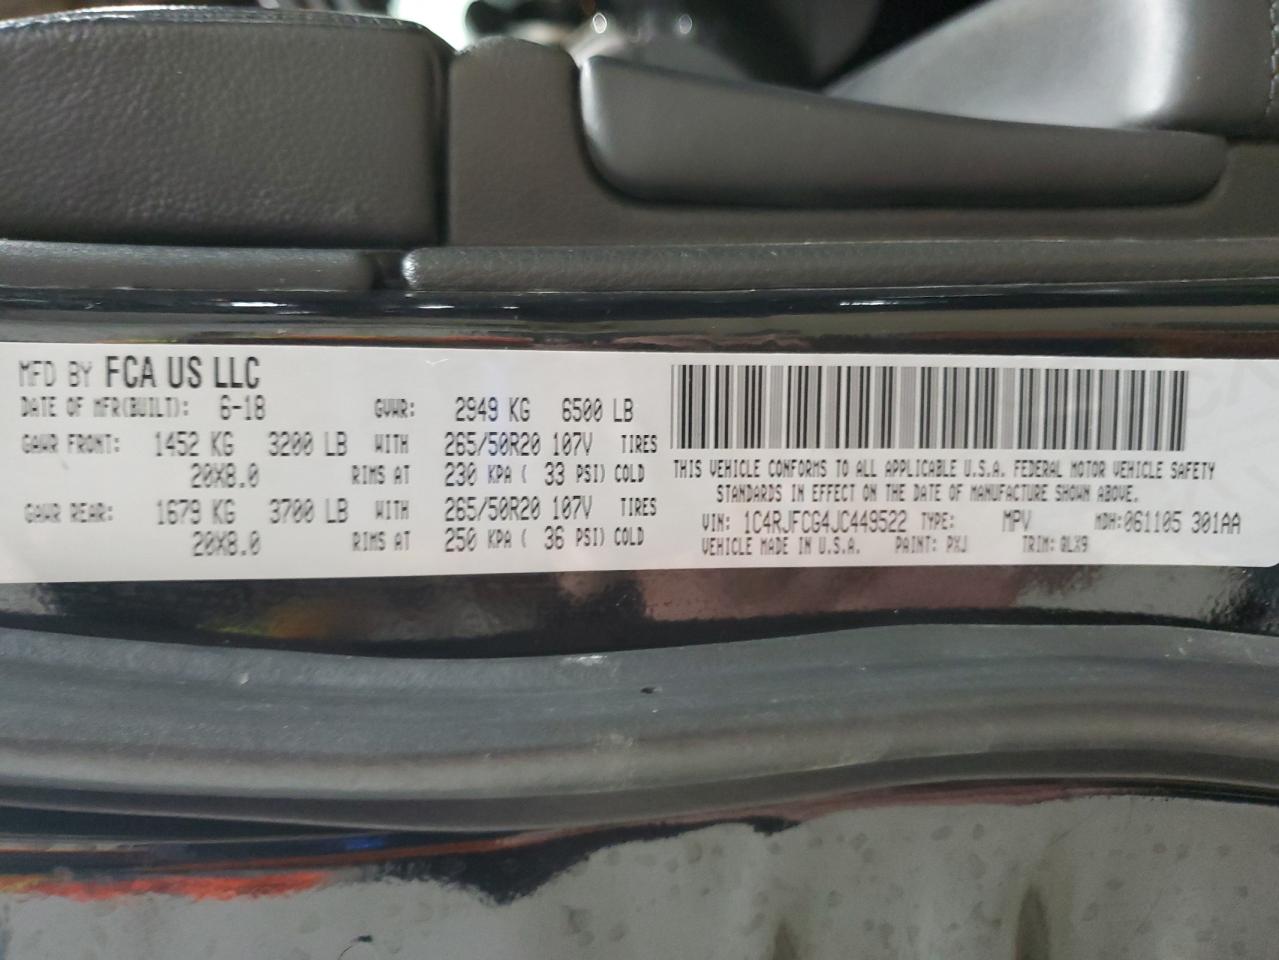 MFD BY FCA US LLC
DATE OF MFR(BUILT): 6-18 GVWR: 2949 KG 6500 LB
GAWR FRONT: 1452 KG 3200 LB WITH 265/50R20 107V TIRES
20X8.0 RIMS AT 230 KPA ( 33 PSI) COLD
GAWR REAR: 1679 KG 3700 LB WITH 265/50R20 107V TIRES
20X8.0 RIMS AT 250 KPA ( 36 PSI) COLD
THIS VEHICLE CONFORMS TO ALL APPLICABLE U.S.A. FEDERAL MOTOR VEHICLE SAFETY
STANDARDS IN EFFECT ON THE DATE OF MANUFACTURE SHOWN ABOVE.
VIN: 1C4RJFCG4JC449522 TYPE: MPV MDH:061105 301AA
VEHICLE MADE IN U.S.A. PAINT: PXJ TRIM: QLX9